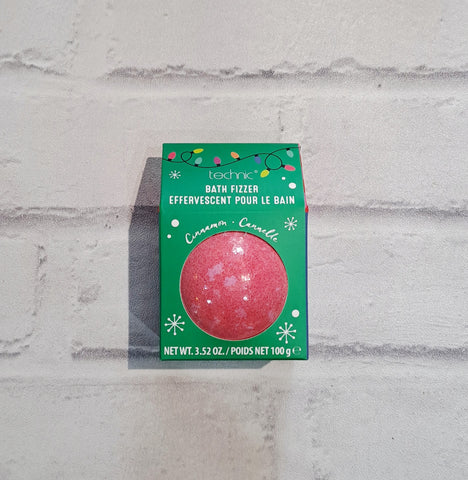 technic®
BATH FIZZER
EFFERVESCENT POUR LE BAIN
Cinnamon · Cannelle
NET WT. 3.52 OZ. / POIDS NET 100 g ℮